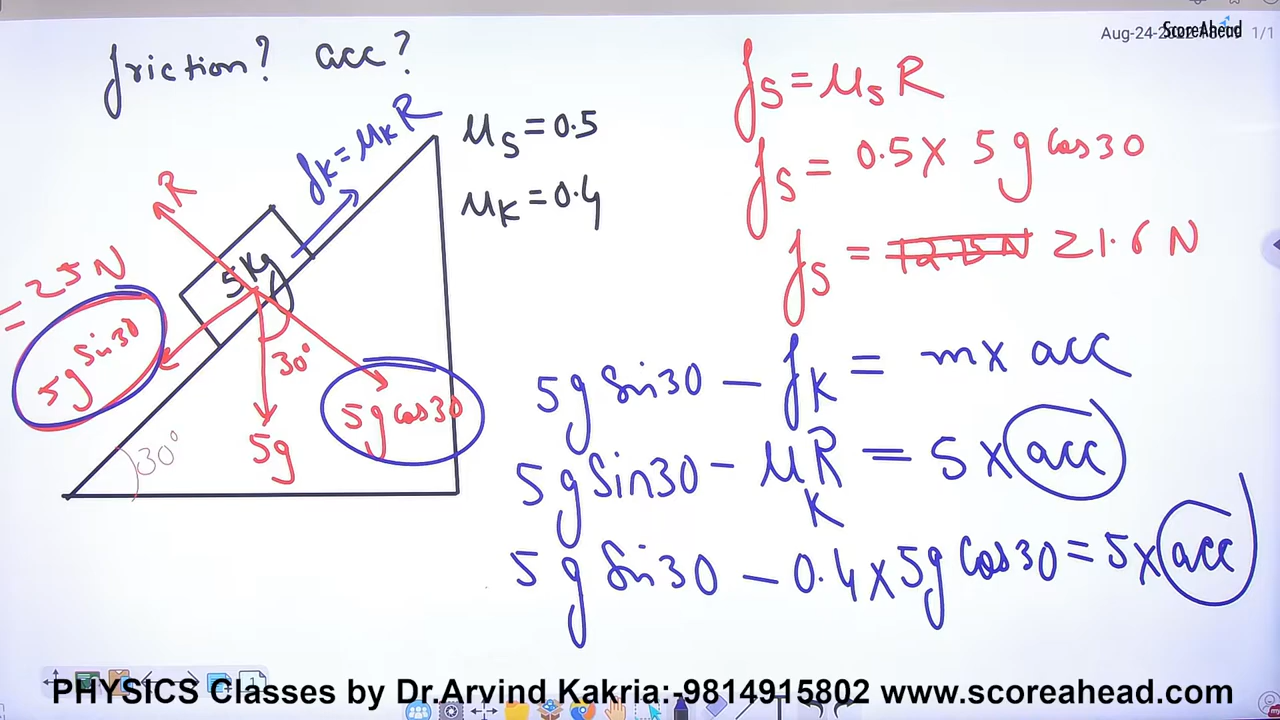 friction? acc?
Aug-24-2022
1/1
ScoreAhead
fK = μK R
μS = 0.5
μK = 0.4
R
5Kg
= 25 N
5g Sin30
30°
5g cos30
5g
30°
fS = μS R
fS = 0.5 x 5g cos30
fS = 12.75 N 21.6 N
5g Sin30 - fK = m x acc
5g Sin30 - μK R = 5 x acc
5g Sin30 - 0.4 x 5g Cos30 = 5 x acc
PHYSICS Classes by Dr.Arvind Kakria:-9814915802 www.scoreahead.com